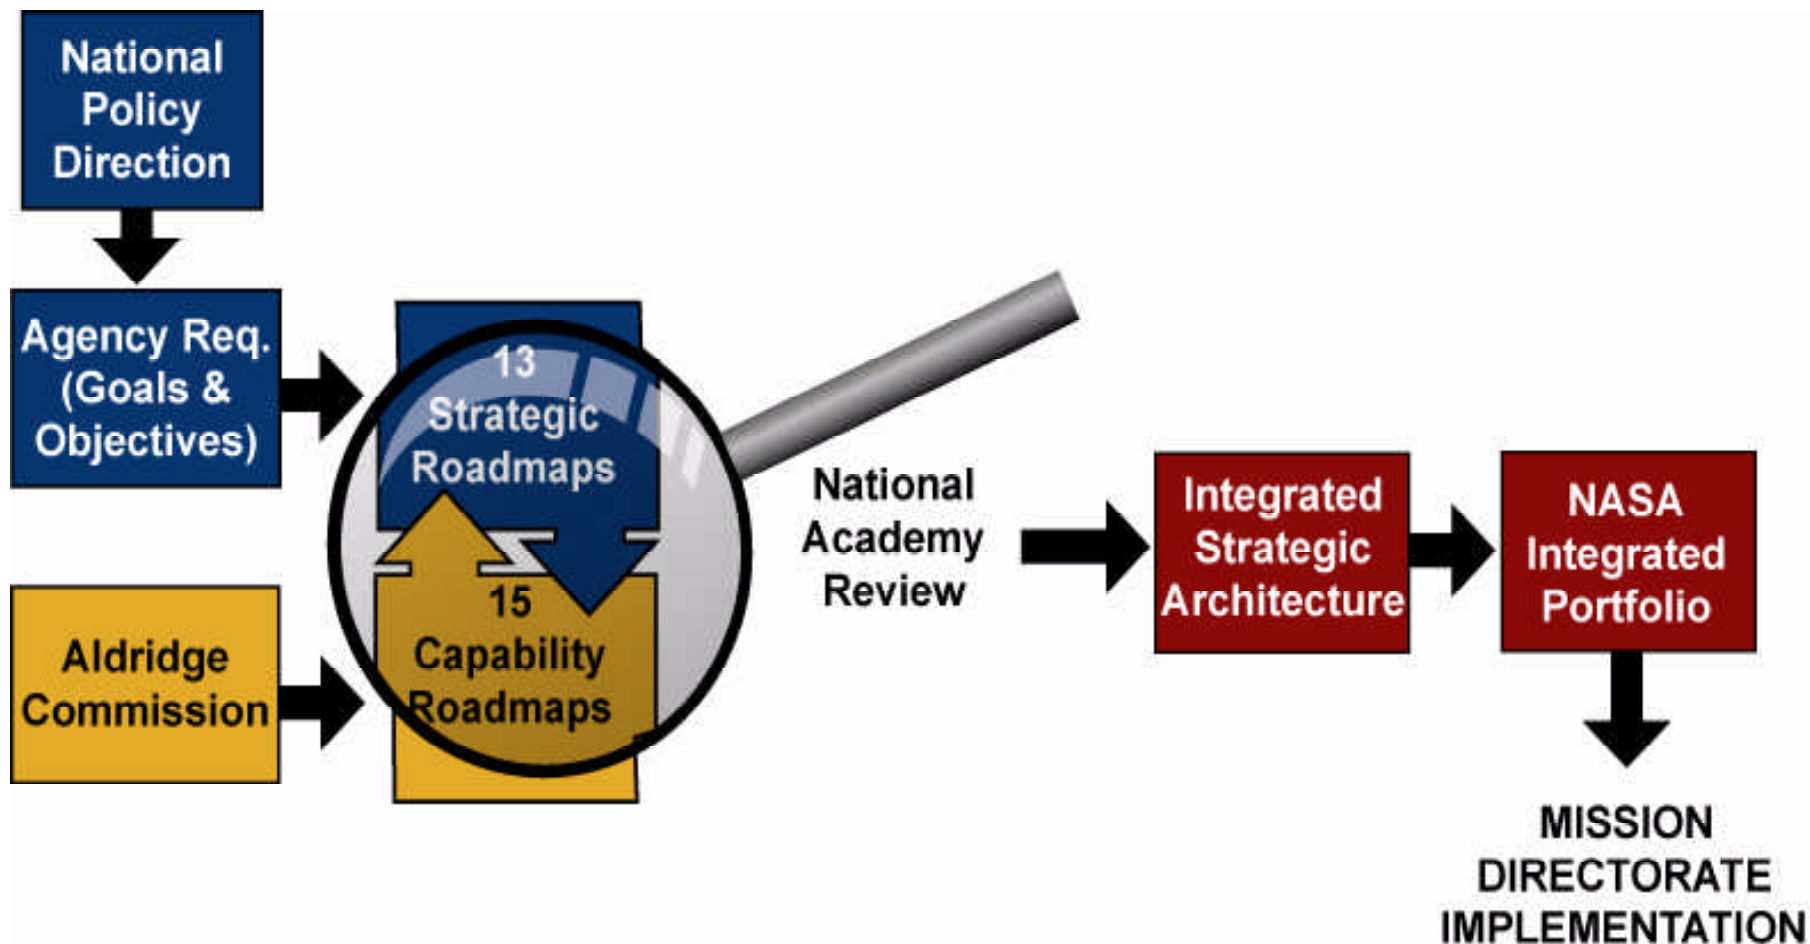 National
Policy
Direction
Agency Req.
(Goals &
Objectives)
13
Strategic
Roadmaps
15
Capability
Roadmaps
Aldridge
Commission
National
Academy
Review
Integrated
Strategic
Architecture
NASA
Integrated
Portfolio
MISSION
DIRECTORATE
IMPLEMENTATION